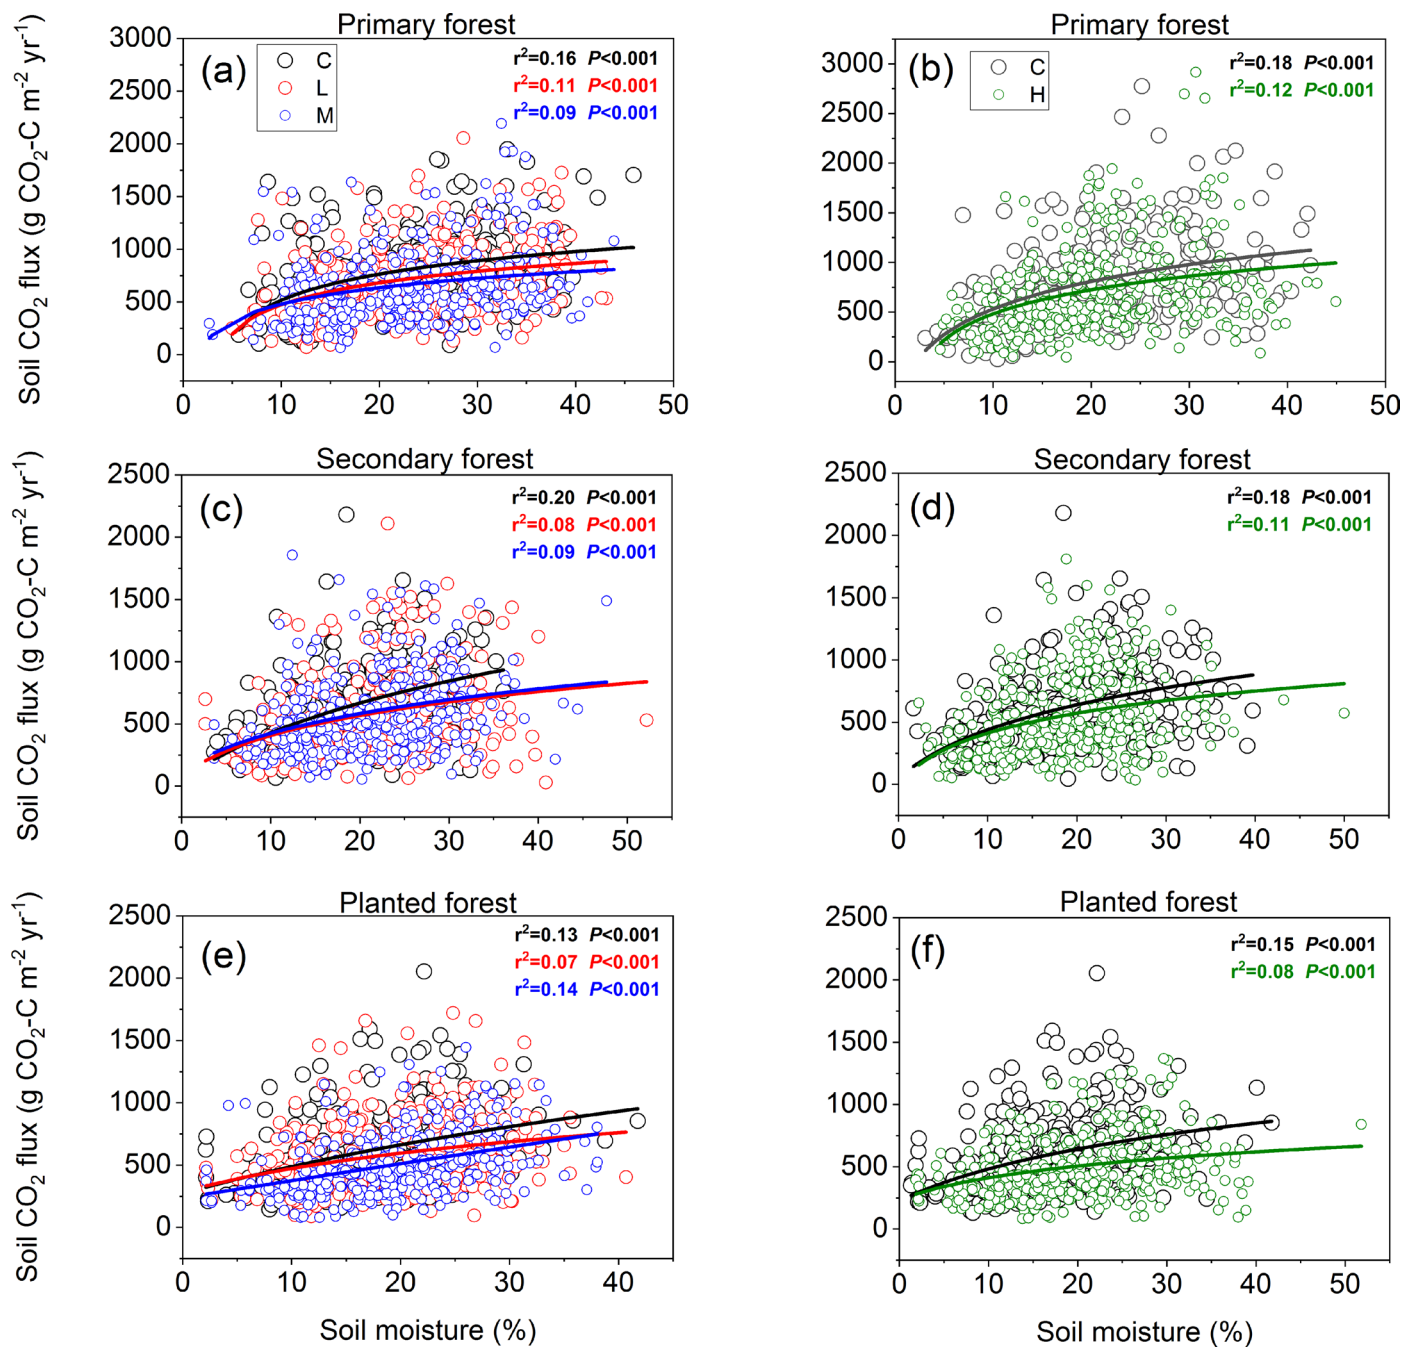 Primary forest
(a)
C
L
M
r²=0.16 P<0.001
r²=0.11 P<0.001
r²=0.09 P<0.001
3000
2500
2000
1500
1000
500
0
0 10 20 30 40 50
Soil CO₂ flux (g CO₂-C m⁻² yr⁻¹)
Primary forest
(b)
C
H
r²=0.18 P<0.001
r²=0.12 P<0.001
3000
2500
2000
1500
1000
500
0
0 10 20 30 40 50
Secondary forest
(c)
r²=0.20 P<0.001
r²=0.08 P<0.001
r²=0.09 P<0.001
2500
2000
1500
1000
500
0
0 10 20 30 40 50
Soil CO₂ flux (g CO₂-C m⁻² yr⁻¹)
Secondary forest
(d)
r²=0.18 P<0.001
r²=0.11 P<0.001
2500
2000
1500
1000
500
0
0 10 20 30 40 50
Planted forest
(e)
r²=0.13 P<0.001
r²=0.07 P<0.001
r²=0.14 P<0.001
2500
2000
1500
1000
500
0
0 10 20 30 40
Soil CO₂ flux (g CO₂-C m⁻² yr⁻¹)
Soil moisture (%)
Planted forest
(f)
r²=0.15 P<0.001
r²=0.08 P<0.001
2500
2000
1500
1000
500
0
0 10 20 30 40 50
Soil moisture (%)